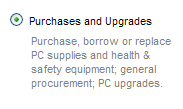 Purchases and Upgrades
Purchase, borrow or replace
PC supplies and health &
safety equipment; general
procurement; PC upgrades.